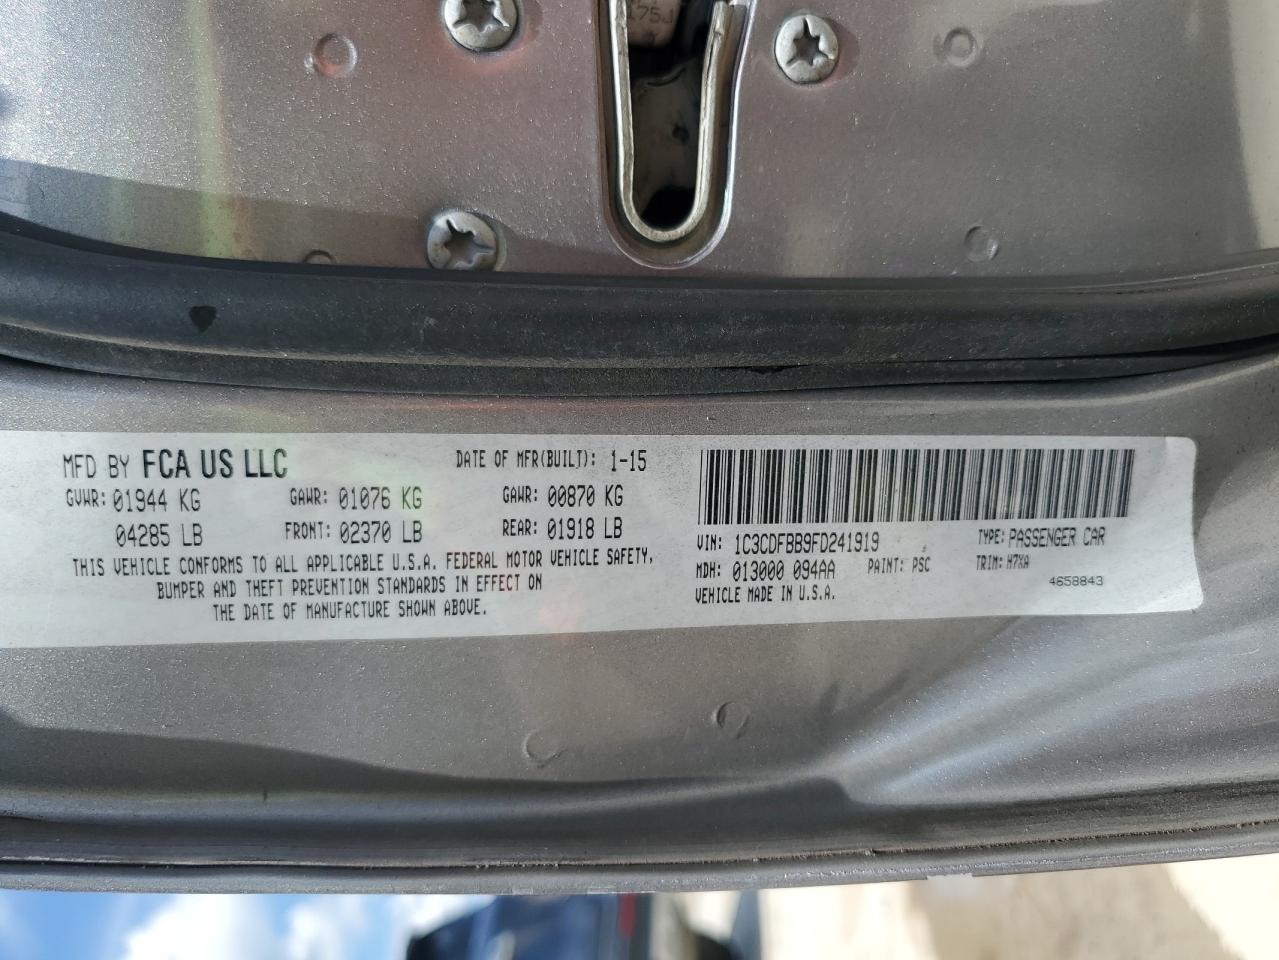 175J
MFD BY FCA US LLC DATE OF MFR(BUILT): 1-15
GVWR: 01944 KG GAWR: 01076 KG GAWR: 00870 KG
04285 LB FRONT: 02370 LB REAR: 01918 LB
THIS VEHICLE CONFORMS TO ALL APPLICABLE U.S.A. FEDERAL MOTOR VEHICLE SAFETY,
BUMPER AND THEFT PREVENTION STANDARDS IN EFFECT ON
THE DATE OF MANUFACTURE SHOWN ABOVE.
VIN: 1C3CDFBB9FD241919 TYPE: PASSENGER CAR
MDH: 013000 094AA PAINT: PSC TRIM: H7XA
VEHICLE MADE IN U.S.A. 4658843